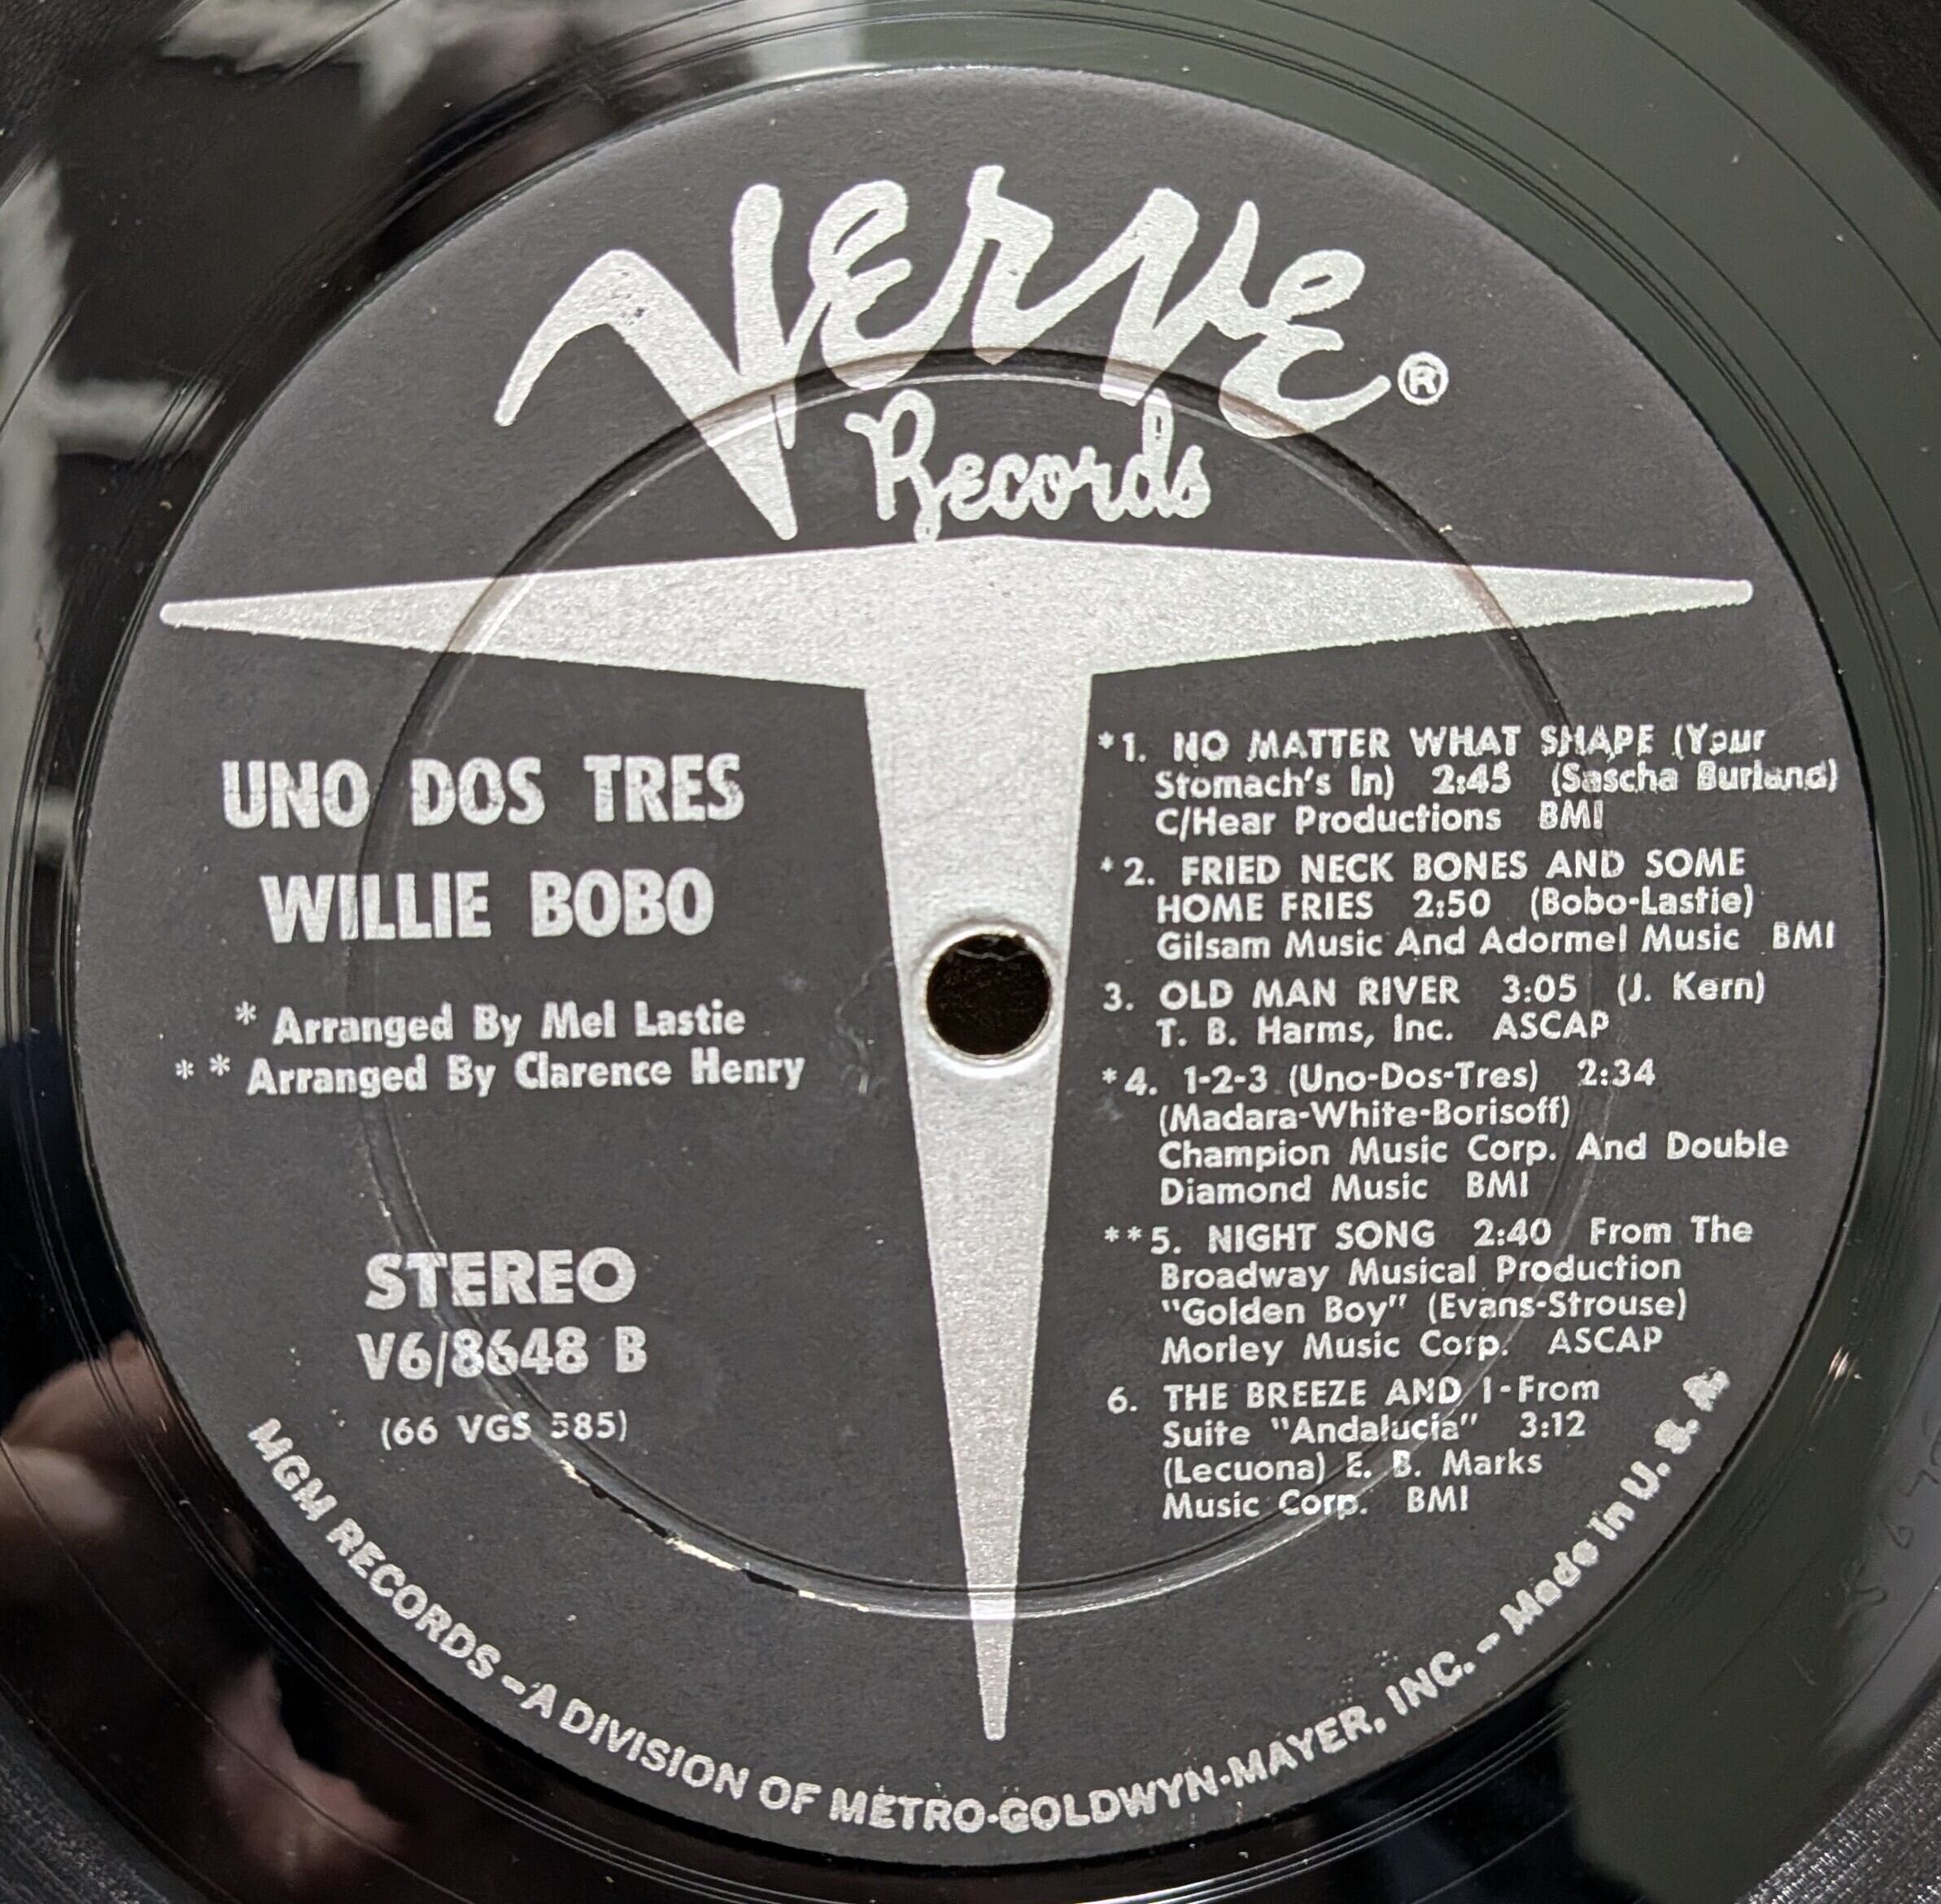 Verve®
Records
UNO DOS TRES
WILLIE BOBO
* Arranged By Mel Lastie
* * Arranged By Clarence Henry
STEREO
V6/8648 B
(66 VGS 585)
*1. NO MATTER WHAT SHAPE (Your
Stomach's In) 2:45 (Sascha Burland)
C/Hear Productions BMI
*2. FRIED NECK BONES AND SOME
HOME FRIES 2:50 (Bobo-Lastie)
Gilsam Music And Adormel Music BMI
3. OLD MAN RIVER 3:05 (J. Kern)
T. B. Harms, Inc. ASCAP
*4. 1-2-3 (Uno-Dos-Tres) 2:34
(Madara-White-Borisoff)
Champion Music Corp. And Double
Diamond Music BMI
**5. NIGHT SONG 2:40 From The
Broadway Musical Production
"Golden Boy" (Evans-Strouse)
Morley Music Corp. ASCAP
6. THE BREEZE AND I-From
Suite "Andalucia" 3:12
(Lecuona) E. B. Marks
Music Corp. BMI
MGM RECORDS - A DIVISION OF METRO-GOLDWYN-MAYER, INC. - Made In U. S. A.